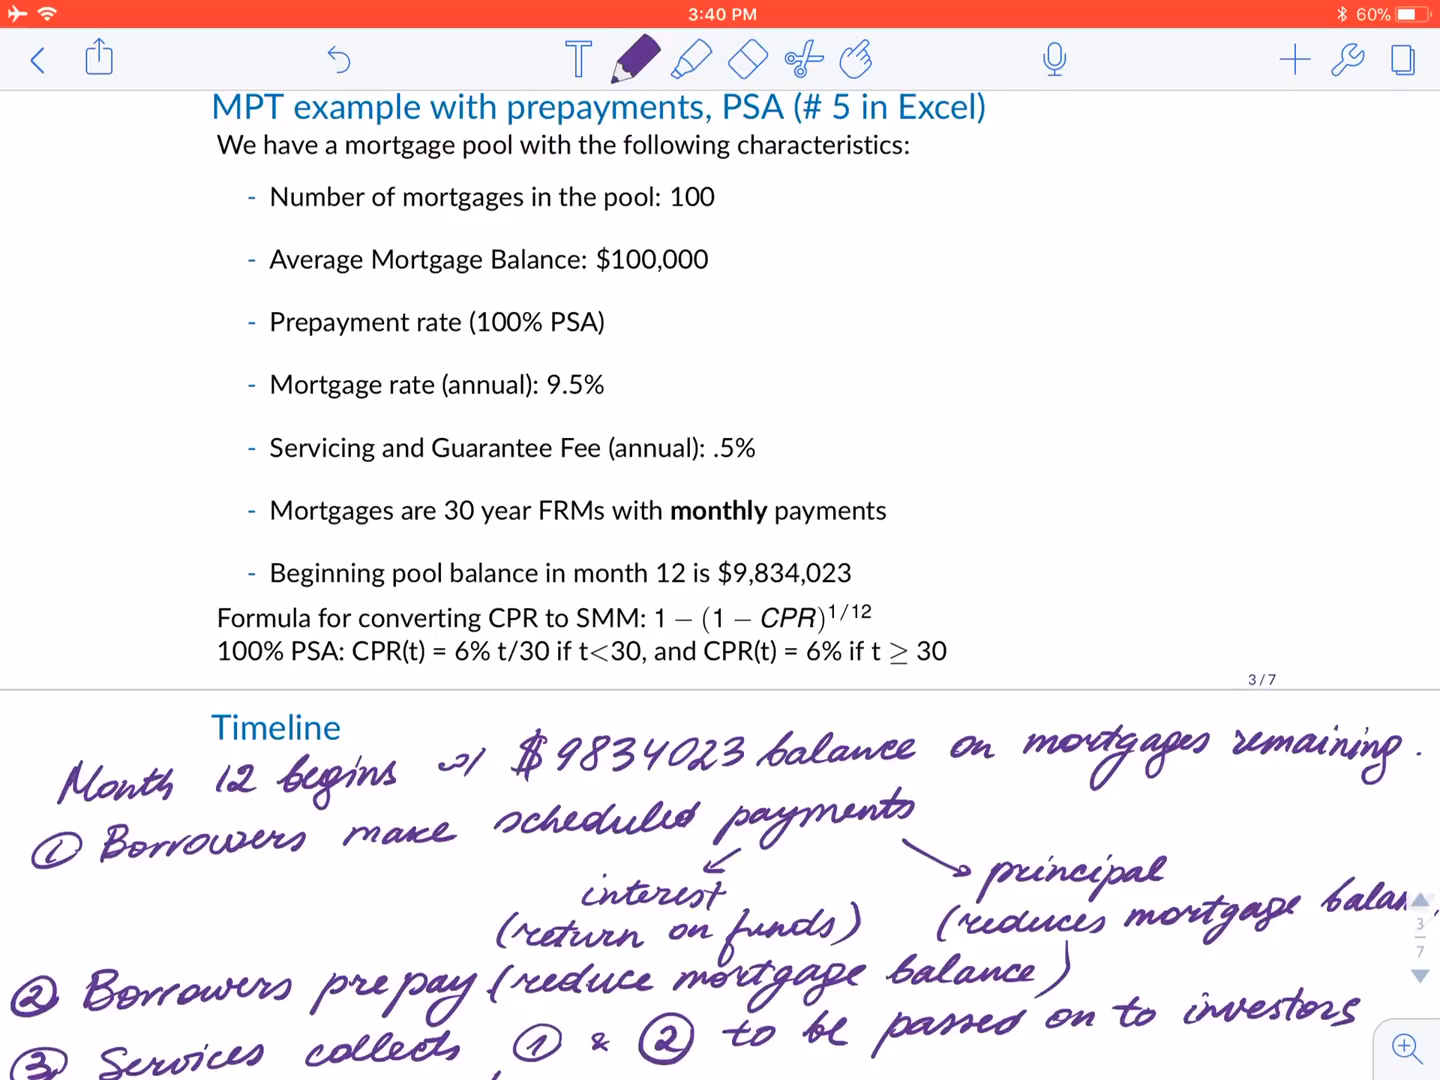 3:40 PM
60%
MPT example with prepayments, PSA (# 5 in Excel)
We have a mortgage pool with the following characteristics:
- Number of mortgages in the pool: 100
- Average Mortgage Balance: $100,000
- Prepayment rate (100% PSA)
- Mortgage rate (annual): 9.5%
- Servicing and Guarantee Fee (annual): .5%
- Mortgages are 30 year FRMs with monthly payments
- Beginning pool balance in month 12 is $9,834,023
Formula for converting CPR to SMM: 1 − (1 − CPR)^1/12
100% PSA: CPR(t) = 6% t/30 if t<30, and CPR(t) = 6% if t ≥ 30
3 / 7
Timeline
Month 12 begins w/ $9834023 balance on mortgages remaining.
① Borrowers make scheduled payments
interest
principal
(return on funds)
(reduces mortgage balan
② Borrowers prepay (reduce mortgage balance)
③ Services collects ① & ② to be passed on to investors
3
7